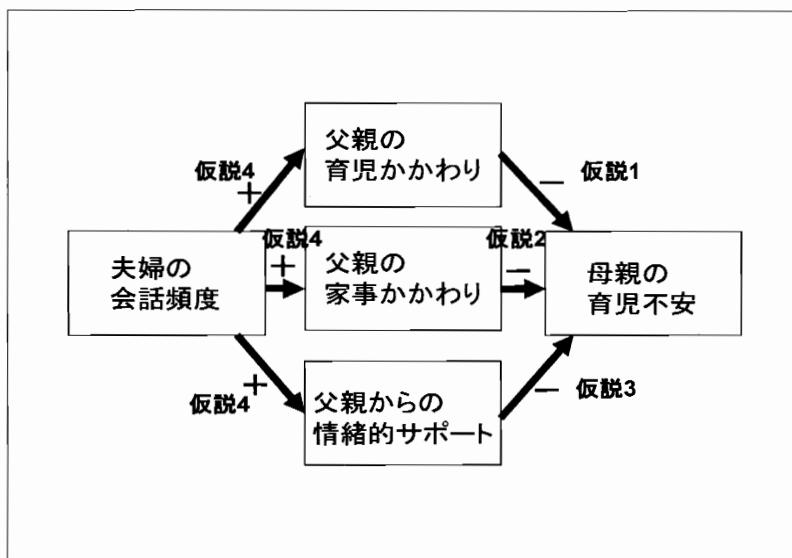 父親の
育児かかわり
仮説4
+
－ 仮説1
仮説4
+
仮説2
－
夫婦の
会話頻度
父親の
家事かかわり
母親の
育児不安
仮説4
+
－ 仮説3
父親からの
情緒的サポート